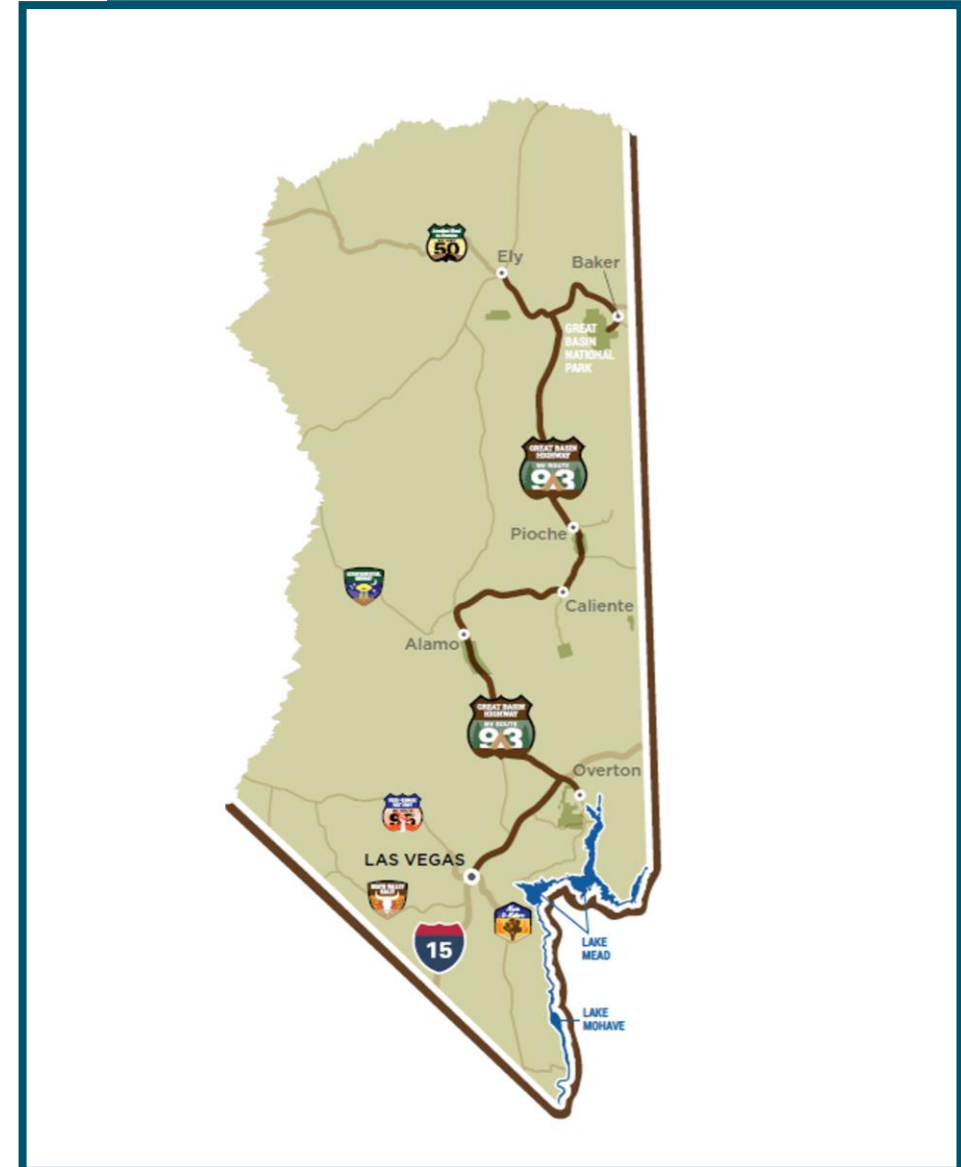 50
Ely
Baker
GREAT
BASIN
NATIONAL
PARK
GREAT BASIN
HIGHWAY
NV ROUTE
93
Pioche
Caliente
Alamo
GREAT BASIN
HIGHWAY
NV ROUTE
93
Overton
95
LAS VEGAS
15
LAKE
MEAD
LAKE
MOHAVE